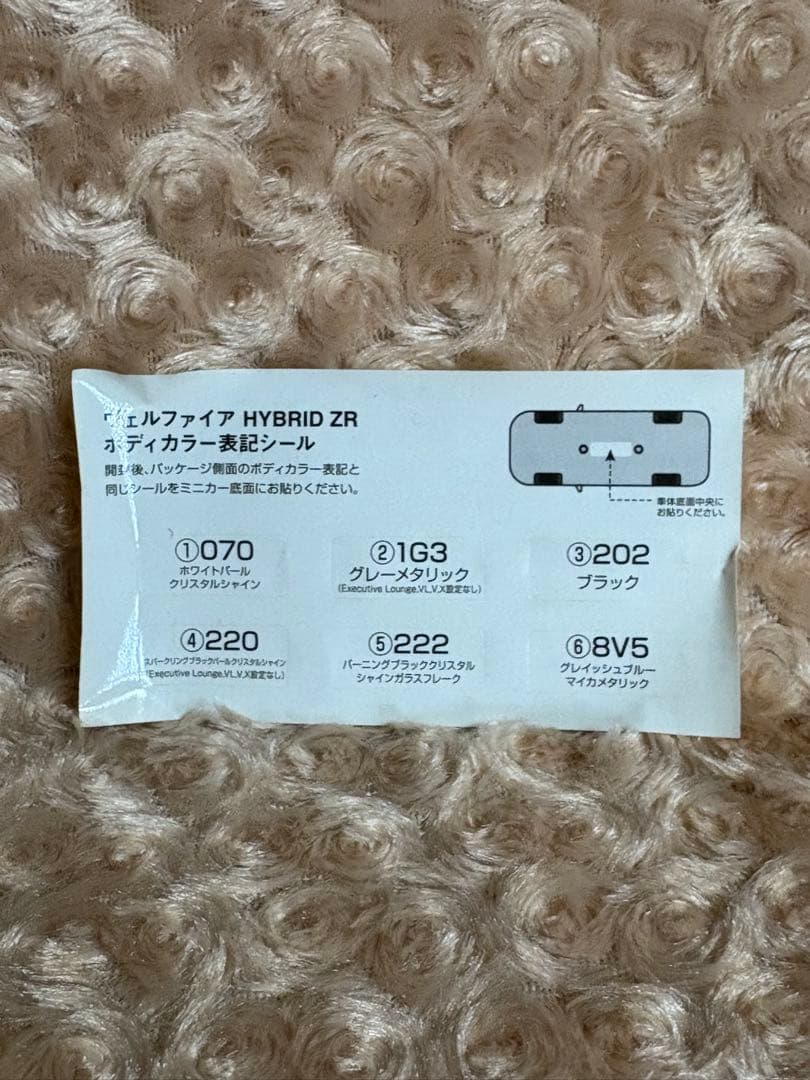 ヴェルファイア HYBRID ZR
ボディカラー表記シール
開封後、パッケージ側面のボディカラー表記と
同じシールをミニカー底面にお貼りください。
車体底面中央に
お貼りください。
①070
ホワイトパール
クリスタルシャイン
②1G3
グレーメタリック
(Executive Lounge,VL,V,X設定なし)
③202
ブラック
④220
スパークリングブラックパールクリスタルシャイン
(Executive Lounge,VL,V,X設定なし)
⑤222
バーニングブラッククリスタル
シャインガラスフレーク
⑥8V5
グレイッシュブルー
マイカメタリック